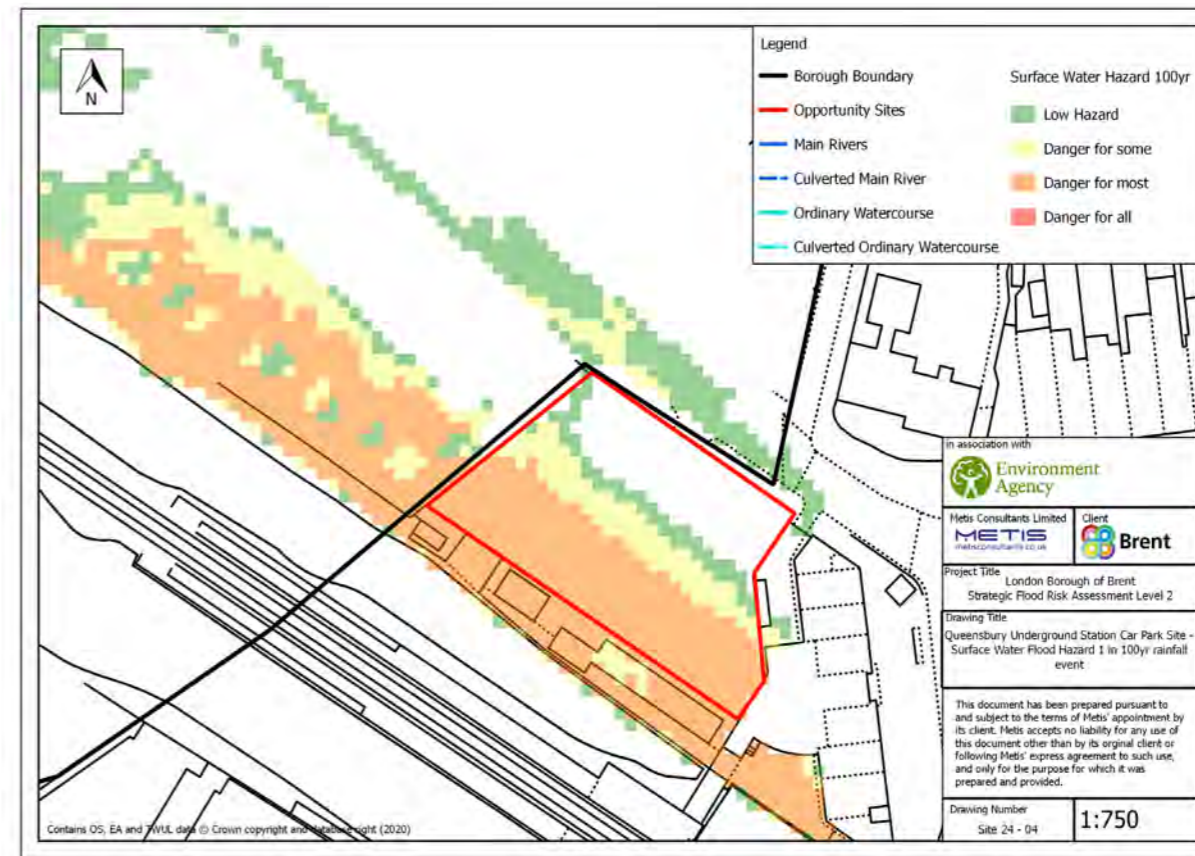 N
Legend
Borough Boundary
Opportunity Sites
Main Rivers
Culverted Main River
Ordinary Watercourse
Culverted Ordinary Watercourse
Surface Water Hazard 100yr
Low Hazard
Danger for some
Danger for most
Danger for all
in association with
Environment
Agency
Metis Consultants Limited
METIS
metisconsultants.co.uk
Client
Brent
Project Title
London Borough of Brent
Strategic Flood Risk Assessment Level 2
Drawing Title
Queensbury Underground Station Car Park Site -
Surface Water Flood Hazard 1 in 100yr rainfall
event
This document has been prepared pursuant to
and subject to the terms of Metis' appointment by
its client. Metis accepts no liability for any use of
this document other than by its orginal client or
following Metis' express agreement to such use,
and only for the purpose for which it was
prepared and provided.
Drawing Number
Site 24 - 04
1:750
Contains OS, EA and TWUL data © Crown copyright and database right (2020)